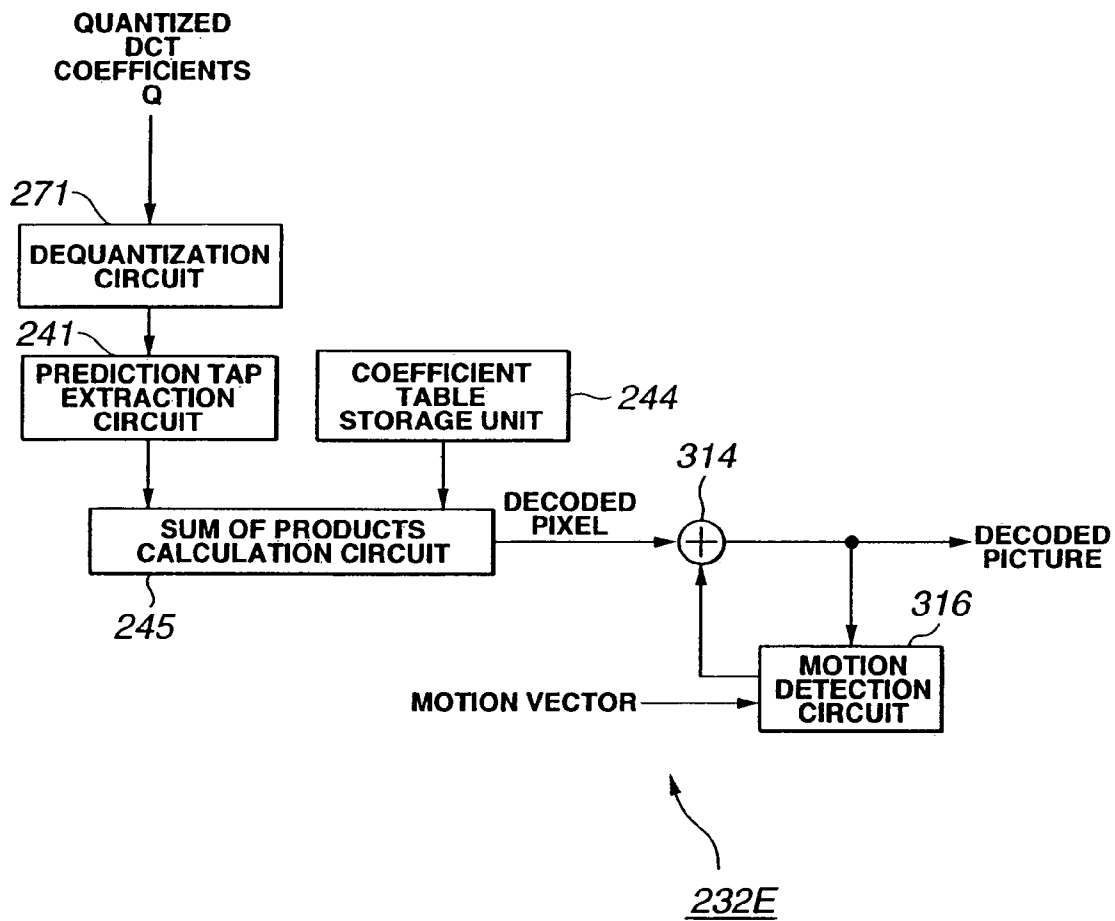 QUANTIZED
DCT
COEFFICIENTS
Q
271
DEQUANTIZATION
CIRCUIT
241
PREDICTION TAP
EXTRACTION
CIRCUIT
COEFFICIENT
TABLE
STORAGE UNIT
244
SUM OF PRODUCTS
CALCULATION CIRCUIT
245
DECODED
PIXEL
314
DECODED
PICTURE
316
MOTION
DETECTION
CIRCUIT
MOTION VECTOR
232E